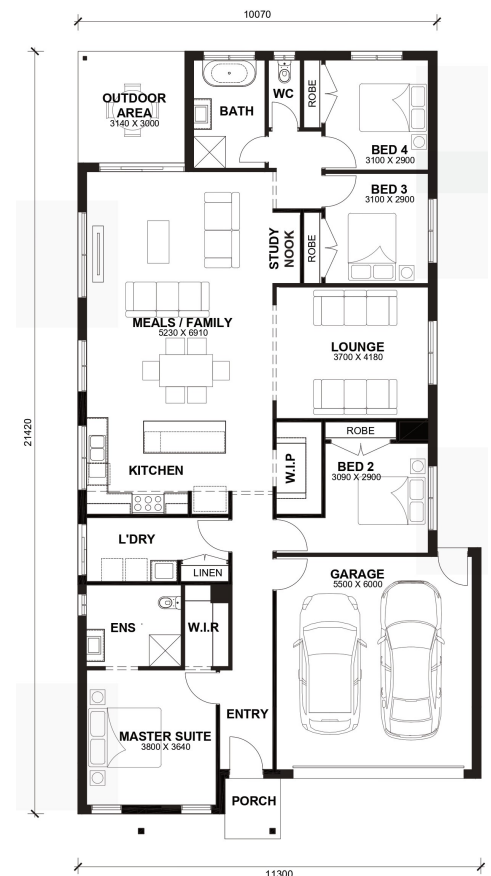 10070
OUTDOOR
AREA
3140 X 3000
BATH
WC
ROBE
BED 4
3100 X 2900
BED 3
3100 X 2900
STUDY
NOOK
ROBE
MEALS / FAMILY
5230 X 6910
LOUNGE
3700 X 4180
21420
KITCHEN
W.I.P
ROBE
BED 2
3090 X 2900
L'DRY
LINEN
GARAGE
5500 X 6000
ENS
W.I.R
ENTRY
MASTER SUITE
3800 X 3640
PORCH
11300